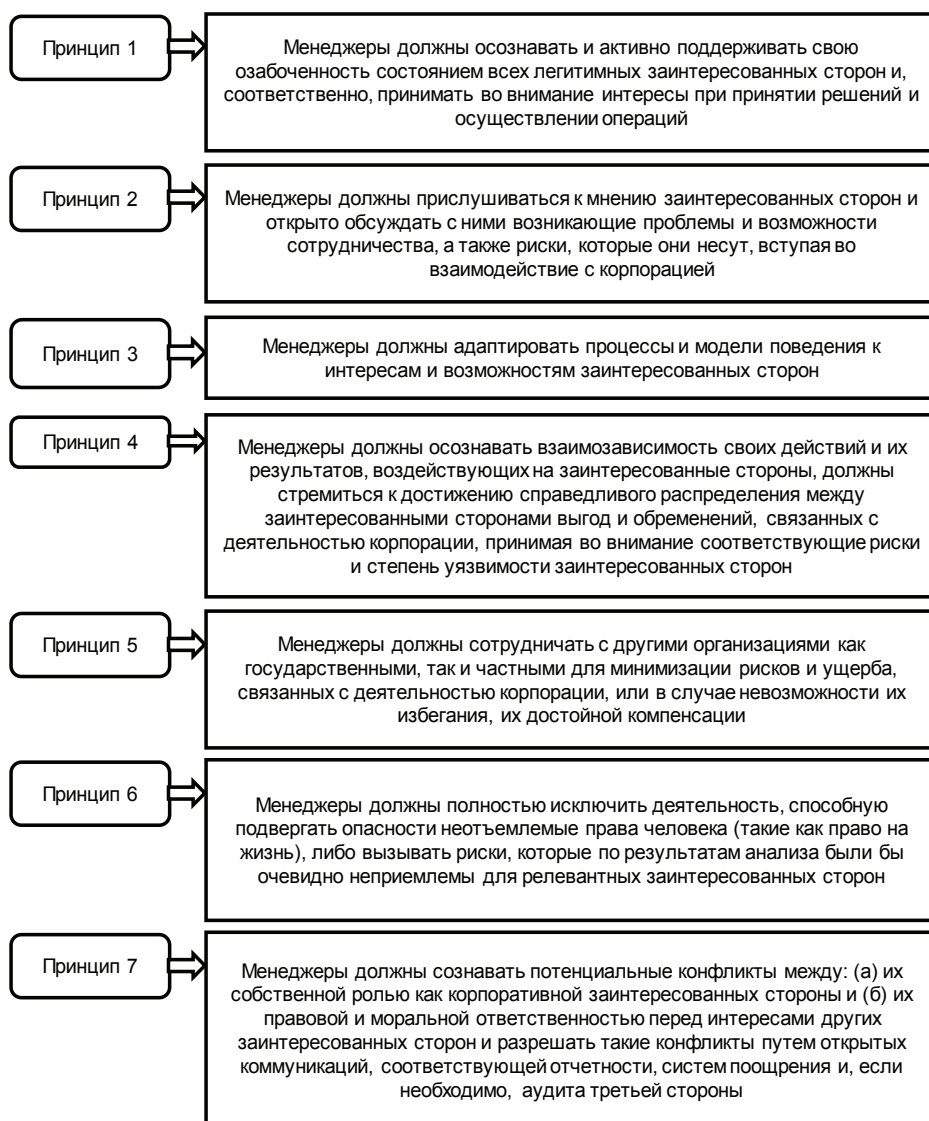 Принцип 1
Менеджеры должны осознавать и активно поддерживать свою
озабоченность состоянием всех легитимных заинтересованных сторон и,
соответственно, принимать во внимание интересы при принятии решений и
осуществлении операций
Принцип 2
Менеджеры должны прислушиваться к мнению заинтересованных сторон и
открыто обсуждать с ними возникающие проблемы и возможности
сотрудничества, а также риски, которые они несут, вступая во
взаимодействие с корпорацией
Принцип 3
Менеджеры должны адаптировать процессы и модели поведения к
интересам и возможностям заинтересованных сторон
Принцип 4
Менеджеры должны осознавать взаимозависимость своих действий и их
результатов, воздействующих на заинтересованные стороны, должны
стремиться к достижению справедливого распределения между
заинтересованными сторонами выгод и обременений, связанных с
деятельностью корпорации, принимая во внимание соответствующие риски
и степень уязвимости заинтересованных сторон
Принцип 5
Менеджеры должны сотрудничать с другими организациями как
государственными, так и частными для минимизации рисков и ущерба,
связанных с деятельностью корпорации, или в случае невозможности их
избегания, их достойной компенсации
Принцип 6
Менеджеры должны полностью исключить деятельность, способную
подвергать опасности неотъемлемые права человека (такие как право на
жизнь), либо вызывать риски, которые по результатам анализа были бы
очевидно неприемлемы для релевантных заинтересованных сторон
Принцип 7
Менеджеры должны сознавать потенциальные конфликты между: (а) их
собственной ролью как корпоративной заинтересованных стороны и (б) их
правовой и моральной ответственностью перед интересами других
заинтересованных сторон и разрешать такие конфликты путем открытых
коммуникаций, соответствующей отчетности, систем поощрения и, если
необходимо, аудита третьей стороны